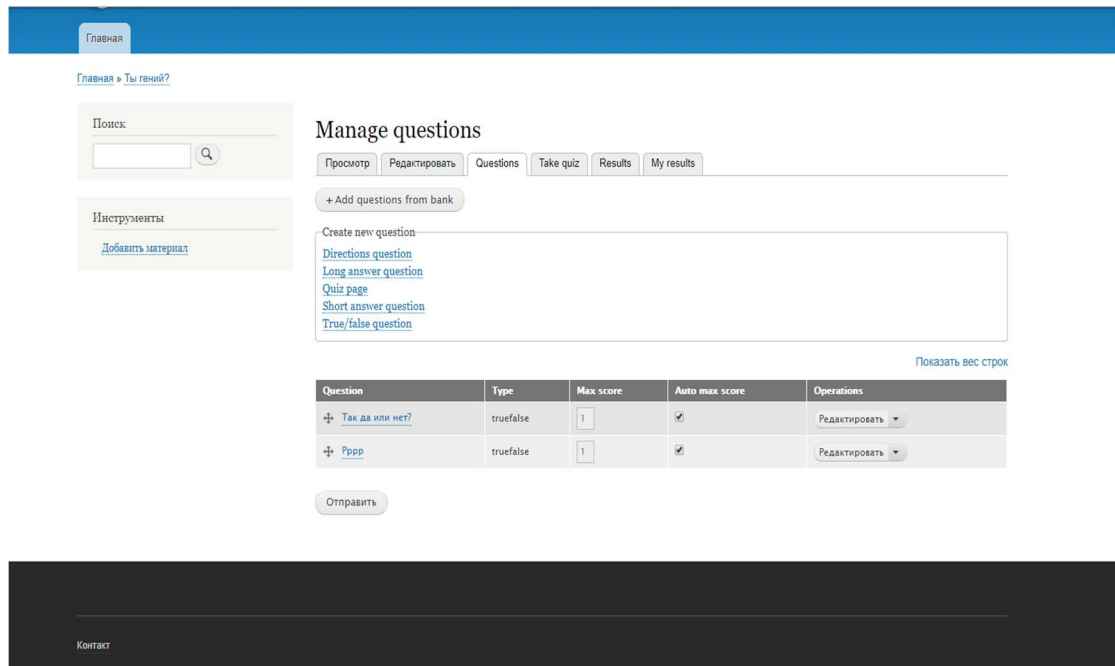 Главная
Главная » Ты гений?
Поиск
Инструменты
Добавить материал
Manage questions
Просмотр Редактировать Questions Take quiz Results My results
+ Add questions from bank
Create new question
Directions question
Long answer question
Quiz page
Short answer question
True/false question
Показать вес строк
Question Type Max score Auto max score Operations
Так да или нет? truefalse 1 Редактировать
Рррр truefalse 1 Редактировать
Отправить
Контакт